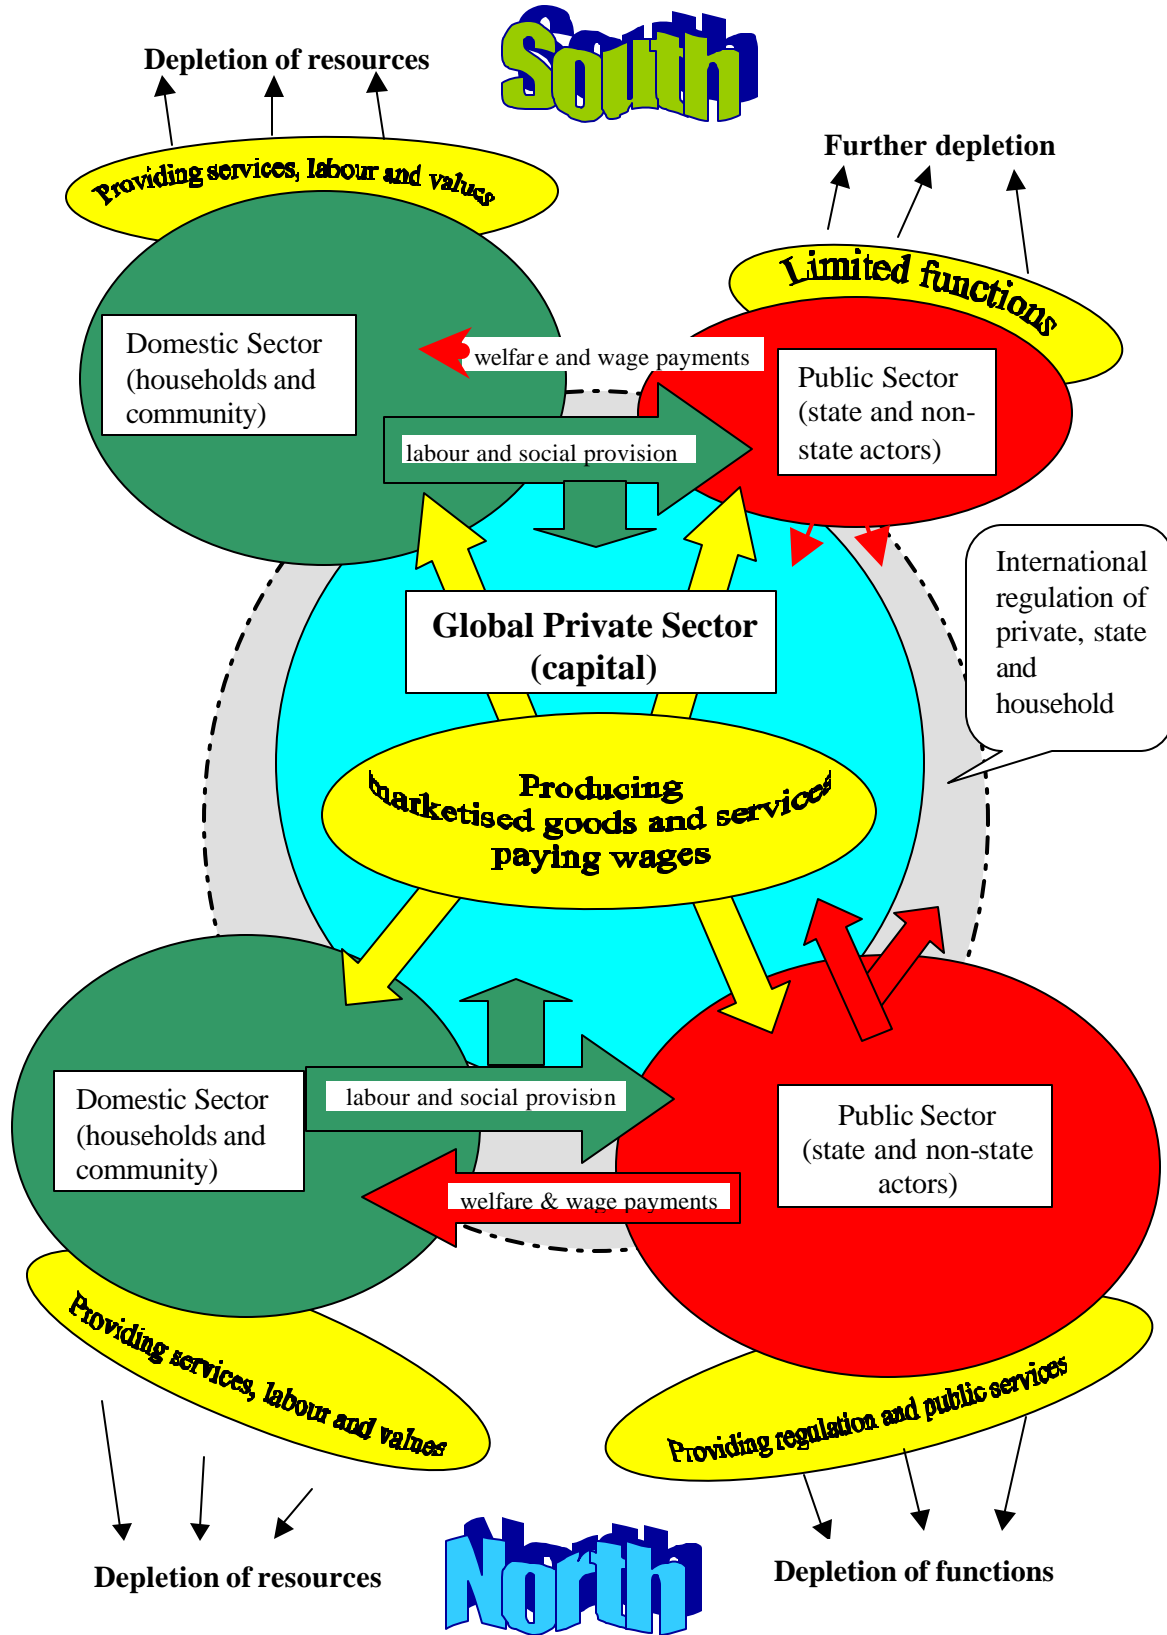 South
Depletion of resources
Providing services, labour and values
Further depletion
Limited functions
Domestic Sector
(households and
community)
welfare and wage payments
Public Sector
(state and non-
state actors)
labour and social provision
International
regulation of
private, state
and
household
Global Private Sector
(capital)
Producing
marketised goods and services
paying wages
Domestic Sector
(households and
community)
labour and social provision
Public Sector
(state and non-state
actors)
welfare & wage payments
Providing services, labour and values
Providing regulation and public services
Depletion of resources
Depletion of functions
North